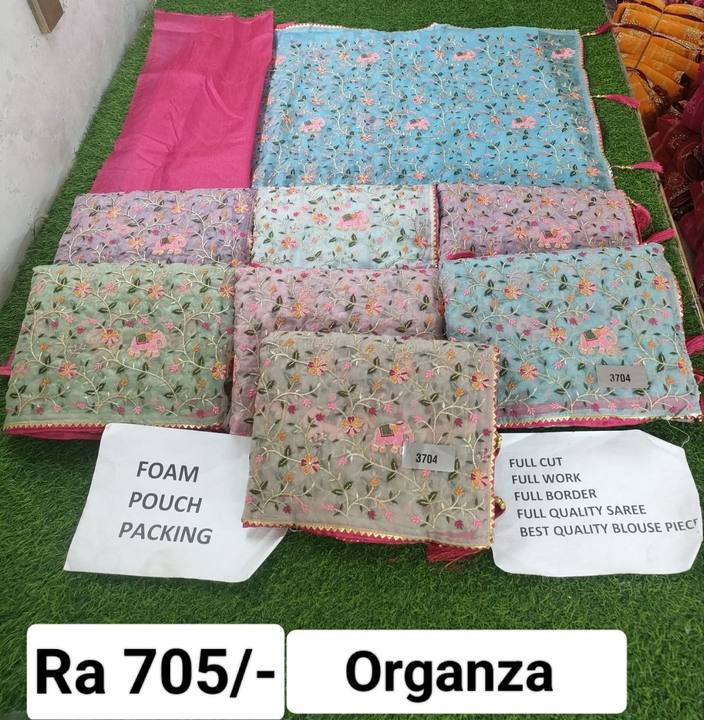 3704
3704
FOAM
POUCH
PACKING
FULL CUT
FULL WORK
FULL BORDER
FULL QUALITY SAREE
BEST QUALITY BLOUSE PIEC
Ra 705/-
Organza